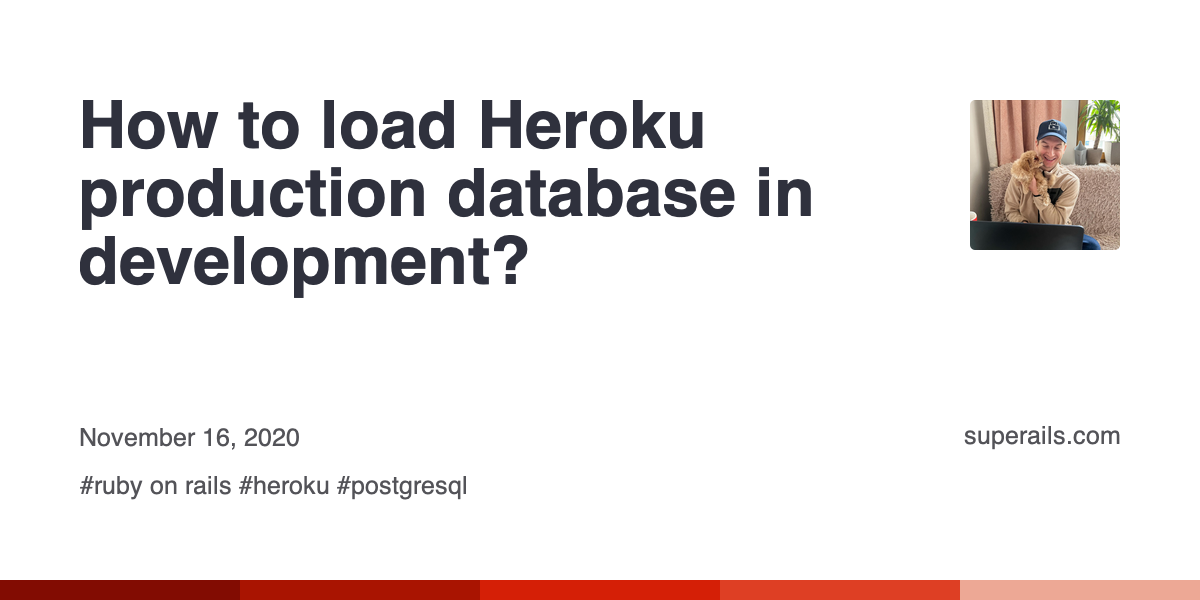 How to load Heroku
production database in
development?
November 16, 2020
superails.com
#ruby on rails #heroku #postgresql